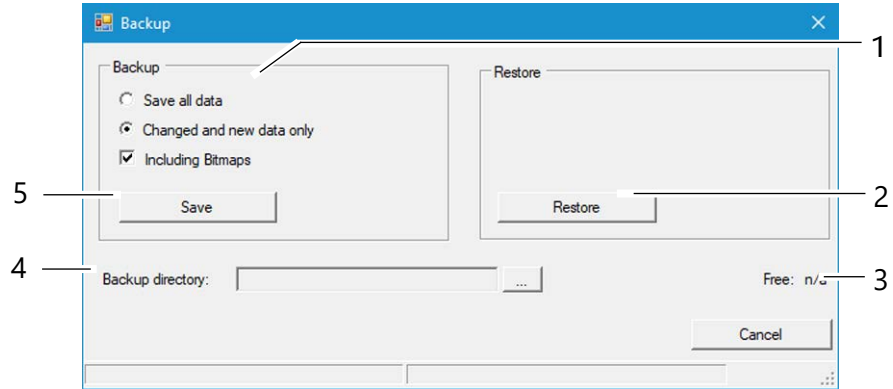 Backup
1
Backup
Restore
Save all data
Changed and new data only
Including Bitmaps
5
Save
Restore
2
4
Backup directory:
...
Free: n/a
3
Cancel